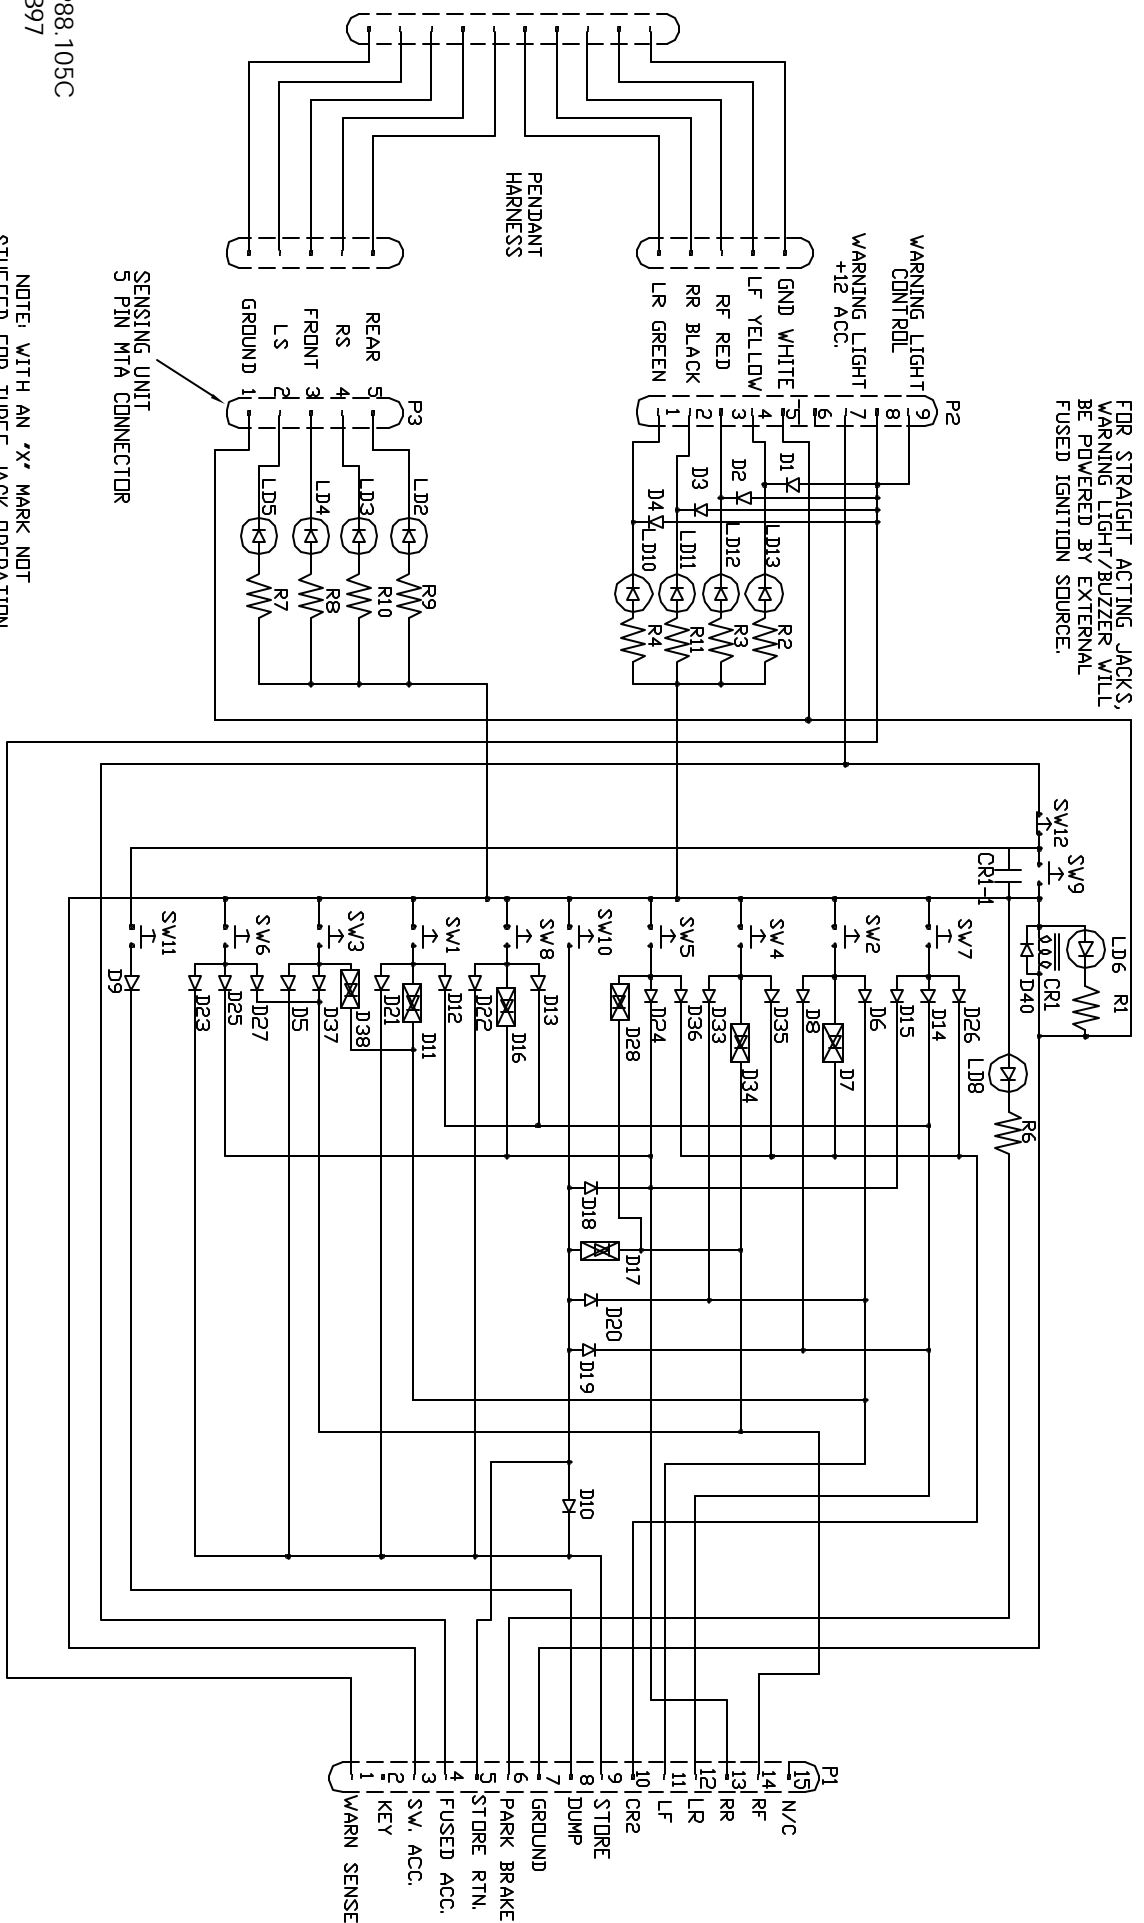 FOR STRAIGHT ACTING JACKS,
WARNING LIGHT/BUZZER WILL
BE POWERED BY EXTERNAL
FUSED IGNITION SOURCE.
P2
WARNING LIGHT
CONTROL
WARNING LIGHT
+12 ACC.
GND WHITE
LF YELLOW
RF RED
RR BLACK
LR GREEN
9
8
7
6
5
4
3
2
1
PENDANT
HARNESS
P3
REAR
RS
FRONT
LS
GROUND
5
4
3
2
1
SENSING UNIT
5 PIN MTA CONNECTOR
NOTE: WITH AN "X" MARK NOT
STUFFED FOR THREE JACK OPERATION
88.105C
397
D1
D2
D3
D4
LD13
LD12
LD11
LD10
R2
R3
R11
R4
LD2
LD3
LD4
LD5
R9
R10
R8
R7
SW12
SW9
CR1-1
LD6
R1
CR1
D40
LD8
R6
SW7
SW2
SW4
SW5
SW10
SW8
SW1
SW3
SW6
SW11
D26
D14
D15
D6
D7
D8
D35
D34
D33
D36
D24
D28
D13
D16
D22
D12
D11
D21
D38
D37
D5
D27
D25
D23
D9
D18
D17
D20
D19
D10
P1
15
N/C
14
RF
13
RR
12
LR
11
LF
10
CR2
9
STORE
8
DUMP
7
GROUND
6
PARK BRAKE
5
STORE RTN.
4
FUSED ACC.
3
SW. ACC.
2
KEY
1
WARN SENSE